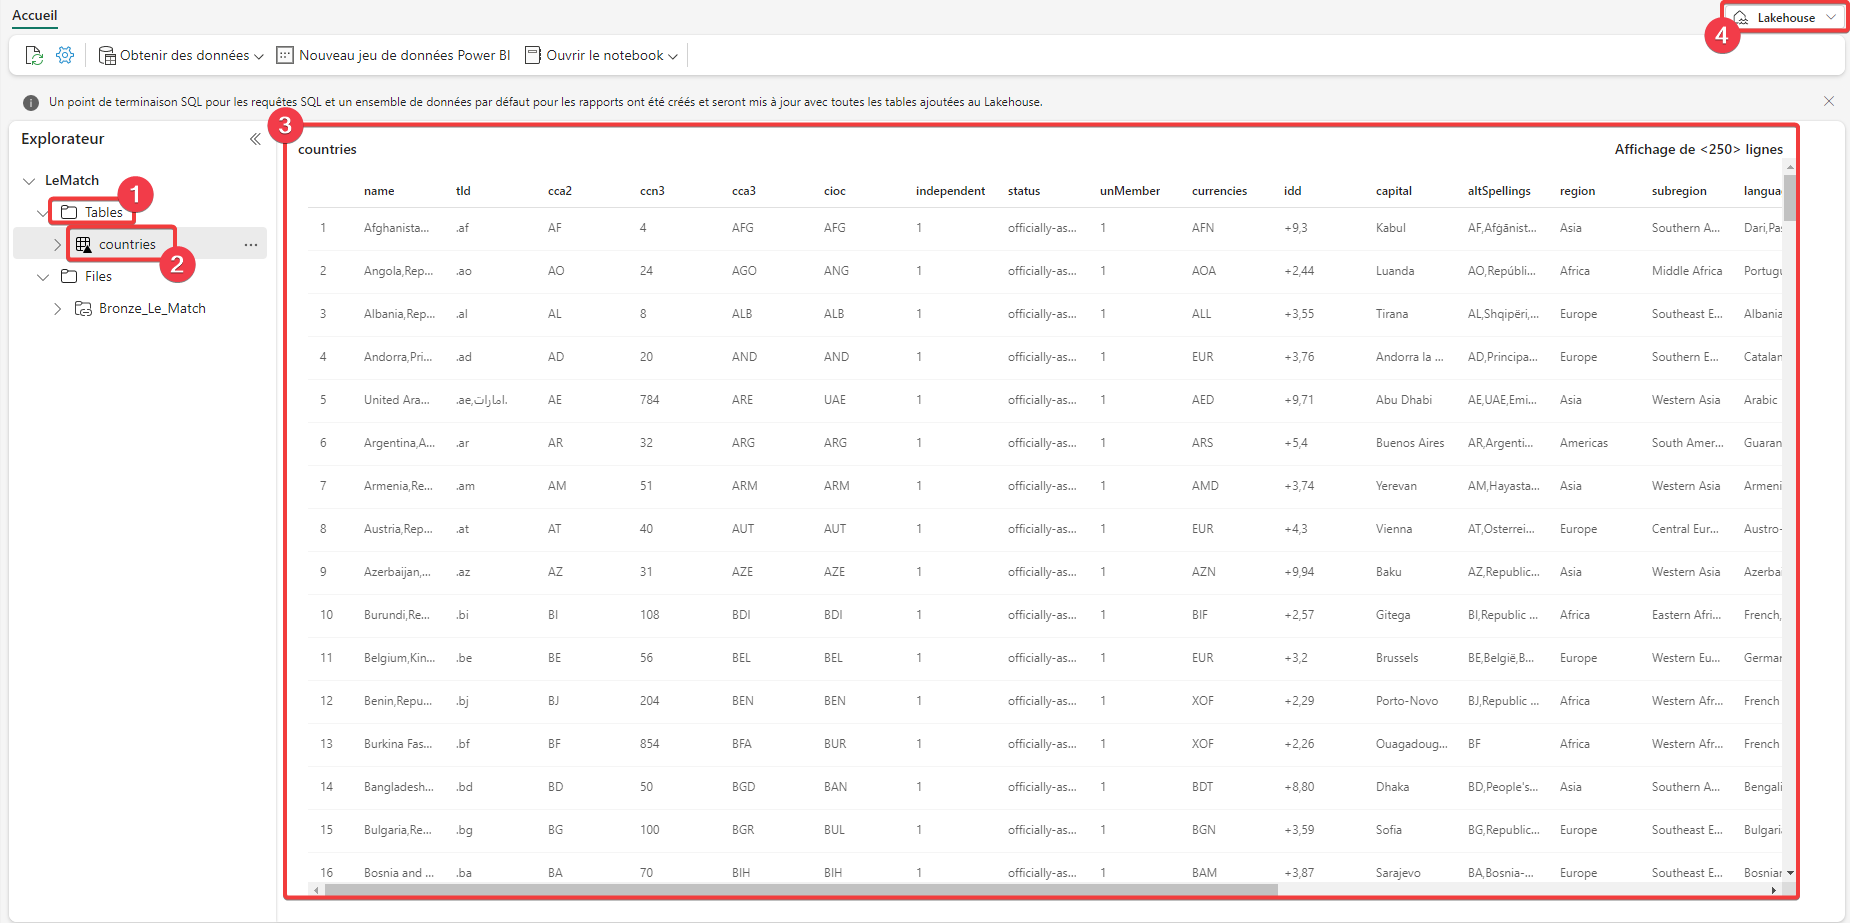 Accueil
Lakehouse
4
Obtenir des données
Nouveau jeu de données Power BI
Ouvrir le notebook
Un point de terminaison SQL pour les requêtes SQL et un ensemble de données par défaut pour les rapports ont été créés et seront mis à jour avec toutes les tables ajoutées au Lakehouse.
Explorateur
LeMatch
1
Tables
countries
2
Files
Bronze_Le_Match
3
countries
Affichage de <250> lignes
name tld cca2 ccn3 cca3 cioc independent status unMember currencies idd capital altSpellings region subregion langua
1 Afghanista... .af AF 4 AFG AFG 1 officially-as... 1 AFN +9,3 Kabul AF,Afġānist... Asia Southern A... Dari,Pas
2 Angola,Rep... .ao AO 24 AGO ANG 1 officially-as... 1 AOA +2,44 Luanda AO,Repúbli... Africa Middle Africa Portugu
3 Albania,Rep... .al AL 8 ALB ALB 1 officially-as... 1 ALL +3,55 Tirana AL,Shqipëri,... Europe Southeast E... Albania
4 Andorra,Pri... .ad AD 20 AND AND 1 officially-as... 1 EUR +3,76 Andorra la ... AD,Principa... Europe Southern E... Catalan
5 United Ara... .ae,امارات. AE 784 ARE UAE 1 officially-as... 1 AED +9,71 Abu Dhabi AE,UAE,Emi... Asia Western Asia Arabic
6 Argentina,A... .ar AR 32 ARG ARG 1 officially-as... 1 ARS +5,4 Buenos Aires AR,Argenti... Americas South Amer... Guaran
7 Armenia,Re... .am AM 51 ARM ARM 1 officially-as... 1 AMD +3,74 Yerevan AM,Hayasta... Asia Western Asia Armeni
8 Austria,Rep... .at AT 40 AUT AUT 1 officially-as... 1 EUR +4,3 Vienna AT,Osterrei... Europe Central Eur... Austro-
9 Azerbaijan,... .az AZ 31 AZE AZE 1 officially-as... 1 AZN +9,94 Baku AZ,Republic... Asia Western Asia Azerba
10 Burundi,Re... .bi BI 108 BDI BDI 1 officially-as... 1 BIF +2,57 Gitega BI,Republic ... Africa Eastern Afri... French,
11 Belgium,Kin... .be BE 56 BEL BEL 1 officially-as... 1 EUR +3,2 Brussels BE,België,B... Europe Western Eu... German
12 Benin,Repu... .bj BJ 204 BEN BEN 1 officially-as... 1 XOF +2,29 Porto-Novo BJ,Republic ... Africa Western Afr... French
13 Burkina Fas... .bf BF 854 BFA BUR 1 officially-as... 1 XOF +2,26 Ouagadoug... BF Africa Western Afr... French
14 Bangladesh... .bd BD 50 BGD BAN 1 officially-as... 1 BDT +8,80 Dhaka BD,People's... Asia Southern A... Bengali
15 Bulgaria,Re... .bg BG 100 BGR BUL 1 officially-as... 1 BGN +3,59 Sofia BG,Republic... Europe Southeast E... Bulgari
16 Bosnia and ... .ba BA 70 BIH BIH 1 officially-as... 1 BAM +3,87 Sarajevo BA,Bosnia-... Europe Southeast E... Bosnian